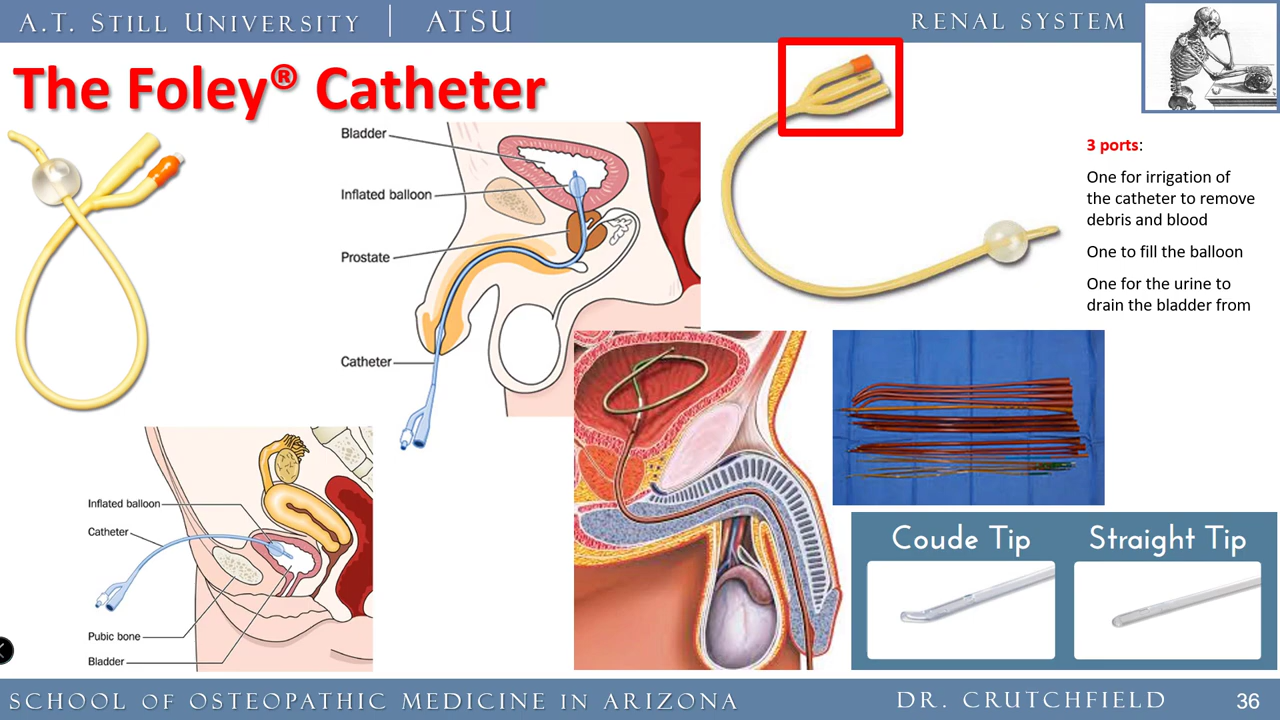 A.T. STILL UNIVERSITY | ATSU
RENAL SYSTEM
The Foley® Catheter
3 ports:
One for irrigation of
the catheter to remove
debris and blood
One to fill the balloon
One for the urine to
drain the bladder from
Bladder
Inflated balloon
Prostate
Catheter
Inflated balloon
Catheter
Pubic bone
Bladder
Coude Tip
Straight Tip
SCHOOL OF OSTEOPATHIC MEDICINE IN ARIZONA
DR. CRUTCHFIELD
36